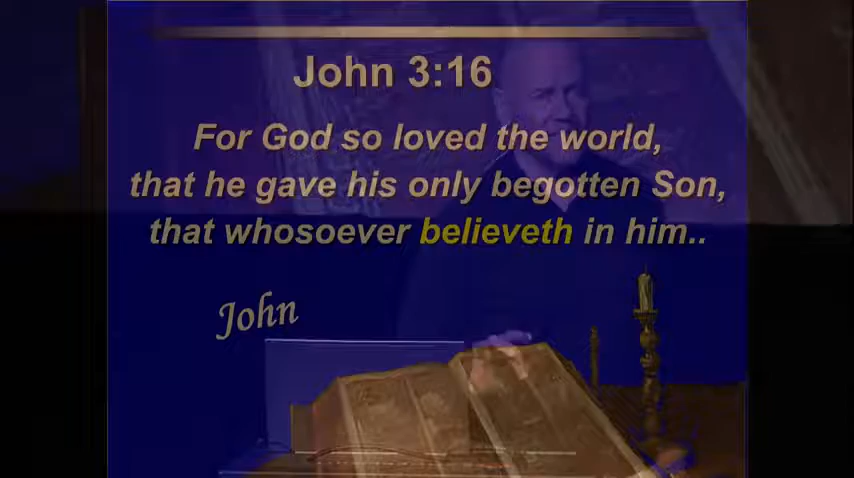 John 3:16
For God so loved the world,
that he gave his only begotten Son,
that whosoever believeth in him..
John